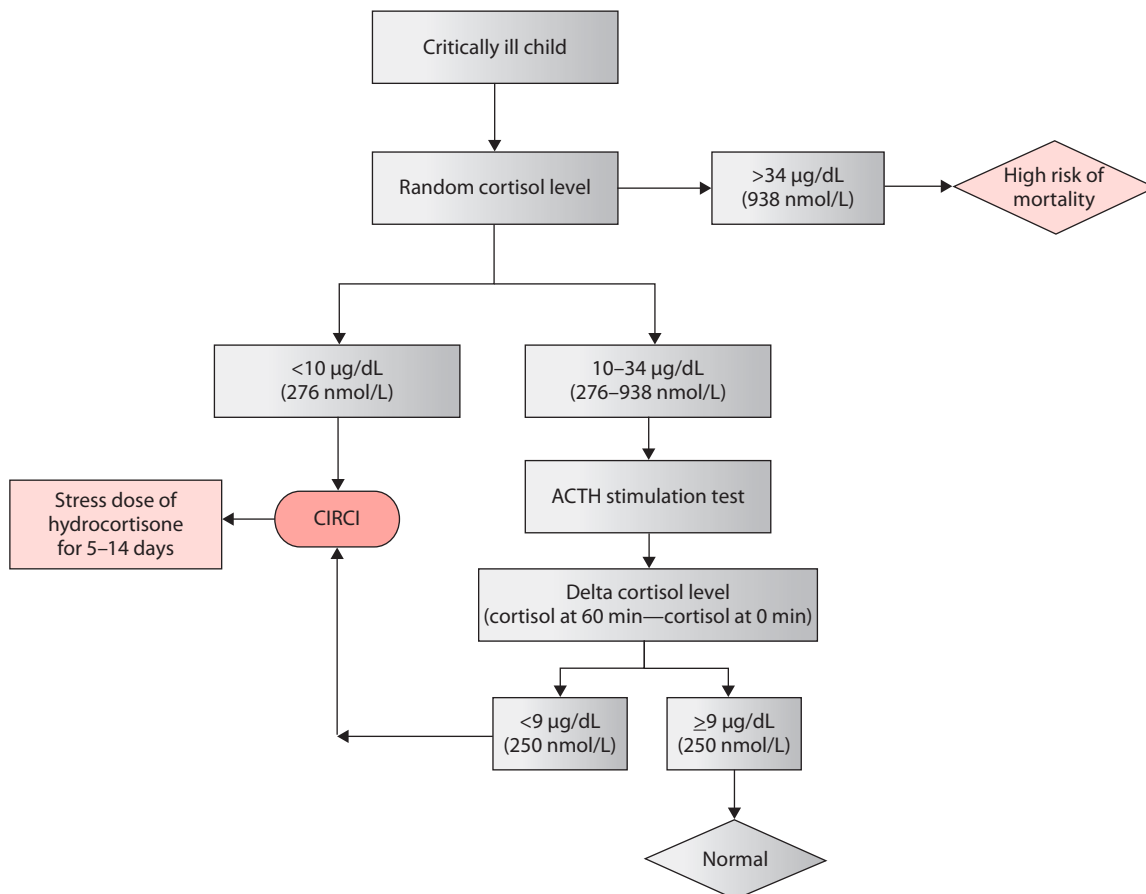 Critically ill child
Random cortisol level
>34 µg/dL
(938 nmol/L)
High risk of
mortality
<10 µg/dL
(276 nmol/L)
10–34 µg/dL
(276–938 nmol/L)
ACTH stimulation test
Stress dose of
hydrocortisone
for 5–14 days
CIRCI
Delta cortisol level
(cortisol at 60 min—cortisol at 0 min)
<9 µg/dL
(250 nmol/L)
≥9 µg/dL
(250 nmol/L)
Normal